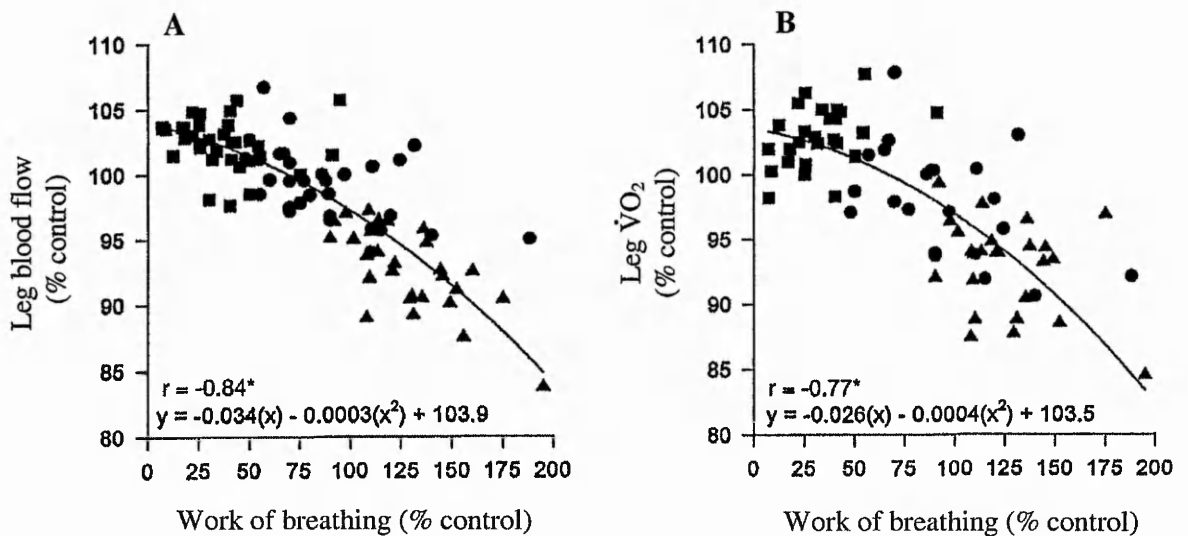 A
110
105
100
95
90
85
80
Leg blood flow
(% control)
r = -0.84*
y = -0.034(x) - 0.0003(x²) + 103.9
0 25 50 75 100 125 150 175 200
Work of breathing (% control)
B
110
105
100
95
90
85
80
Leg V̇O₂
(% control)
r = -0.77*
y = -0.026(x) - 0.0004(x²) + 103.5
0 25 50 75 100 125 150 175 200
Work of breathing (% control)